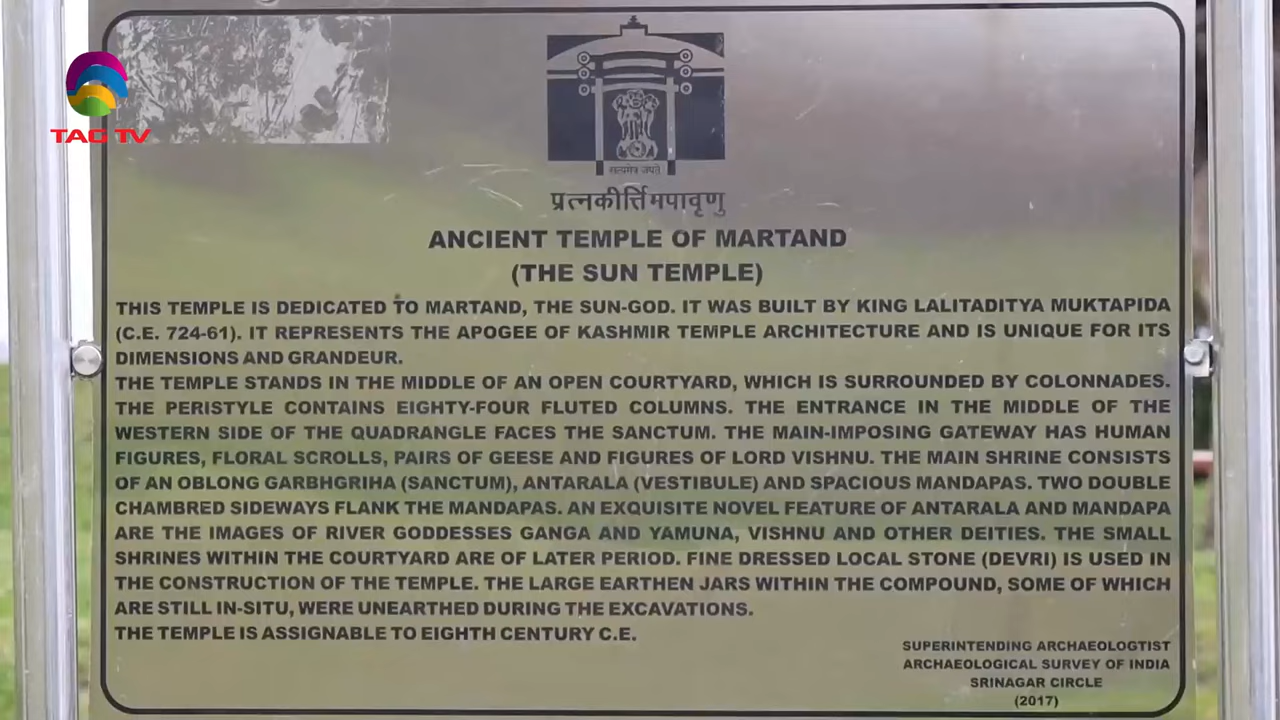 TAG TV
सत्यमेव जयते
प्रत्नकीर्त्तिमपावृणु
ANCIENT TEMPLE OF MARTAND
(THE SUN TEMPLE)
THIS TEMPLE IS DEDICATED TO MARTAND, THE SUN-GOD. IT WAS BUILT BY KING LALITADITYA MUKTAPIDA
(C.E. 724-61). IT REPRESENTS THE APOGEE OF KASHMIR TEMPLE ARCHITECTURE AND IS UNIQUE FOR ITS
DIMENSIONS AND GRANDEUR.
THE TEMPLE STANDS IN THE MIDDLE OF AN OPEN COURTYARD, WHICH IS SURROUNDED BY COLONNADES.
THE PERISTYLE CONTAINS EIGHTY-FOUR FLUTED COLUMNS. THE ENTRANCE IN THE MIDDLE OF THE
WESTERN SIDE OF THE QUADRANGLE FACES THE SANCTUM. THE MAIN-IMPOSING GATEWAY HAS HUMAN
FIGURES, FLORAL SCROLLS, PAIRS OF GEESE AND FIGURES OF LORD VISHNU. THE MAIN SHRINE CONSISTS
OF AN OBLONG GARBHGRIHA (SANCTUM), ANTARALA (VESTIBULE) AND SPACIOUS MANDAPAS. TWO DOUBLE
CHAMBRED SIDEWAYS FLANK THE MANDAPAS. AN EXQUISITE NOVEL FEATURE OF ANTARALA AND MANDAPA
ARE THE IMAGES OF RIVER GODDESSES GANGA AND YAMUNA, VISHNU AND OTHER DEITIES. THE SMALL
SHRINES WITHIN THE COURTYARD ARE OF LATER PERIOD. FINE DRESSED LOCAL STONE (DEVRI) IS USED IN
THE CONSTRUCTION OF THE TEMPLE. THE LARGE EARTHEN JARS WITHIN THE COMPOUND, SOME OF WHICH
ARE STILL IN-SITU, WERE UNEARTHED DURING THE EXCAVATIONS.
THE TEMPLE IS ASSIGNABLE TO EIGHTH CENTURY C.E.
SUPERINTENDING ARCHAEOLOGTIST
ARCHAEOLOGICAL SURVEY OF INDIA
SRINAGAR CIRCLE
(2017)